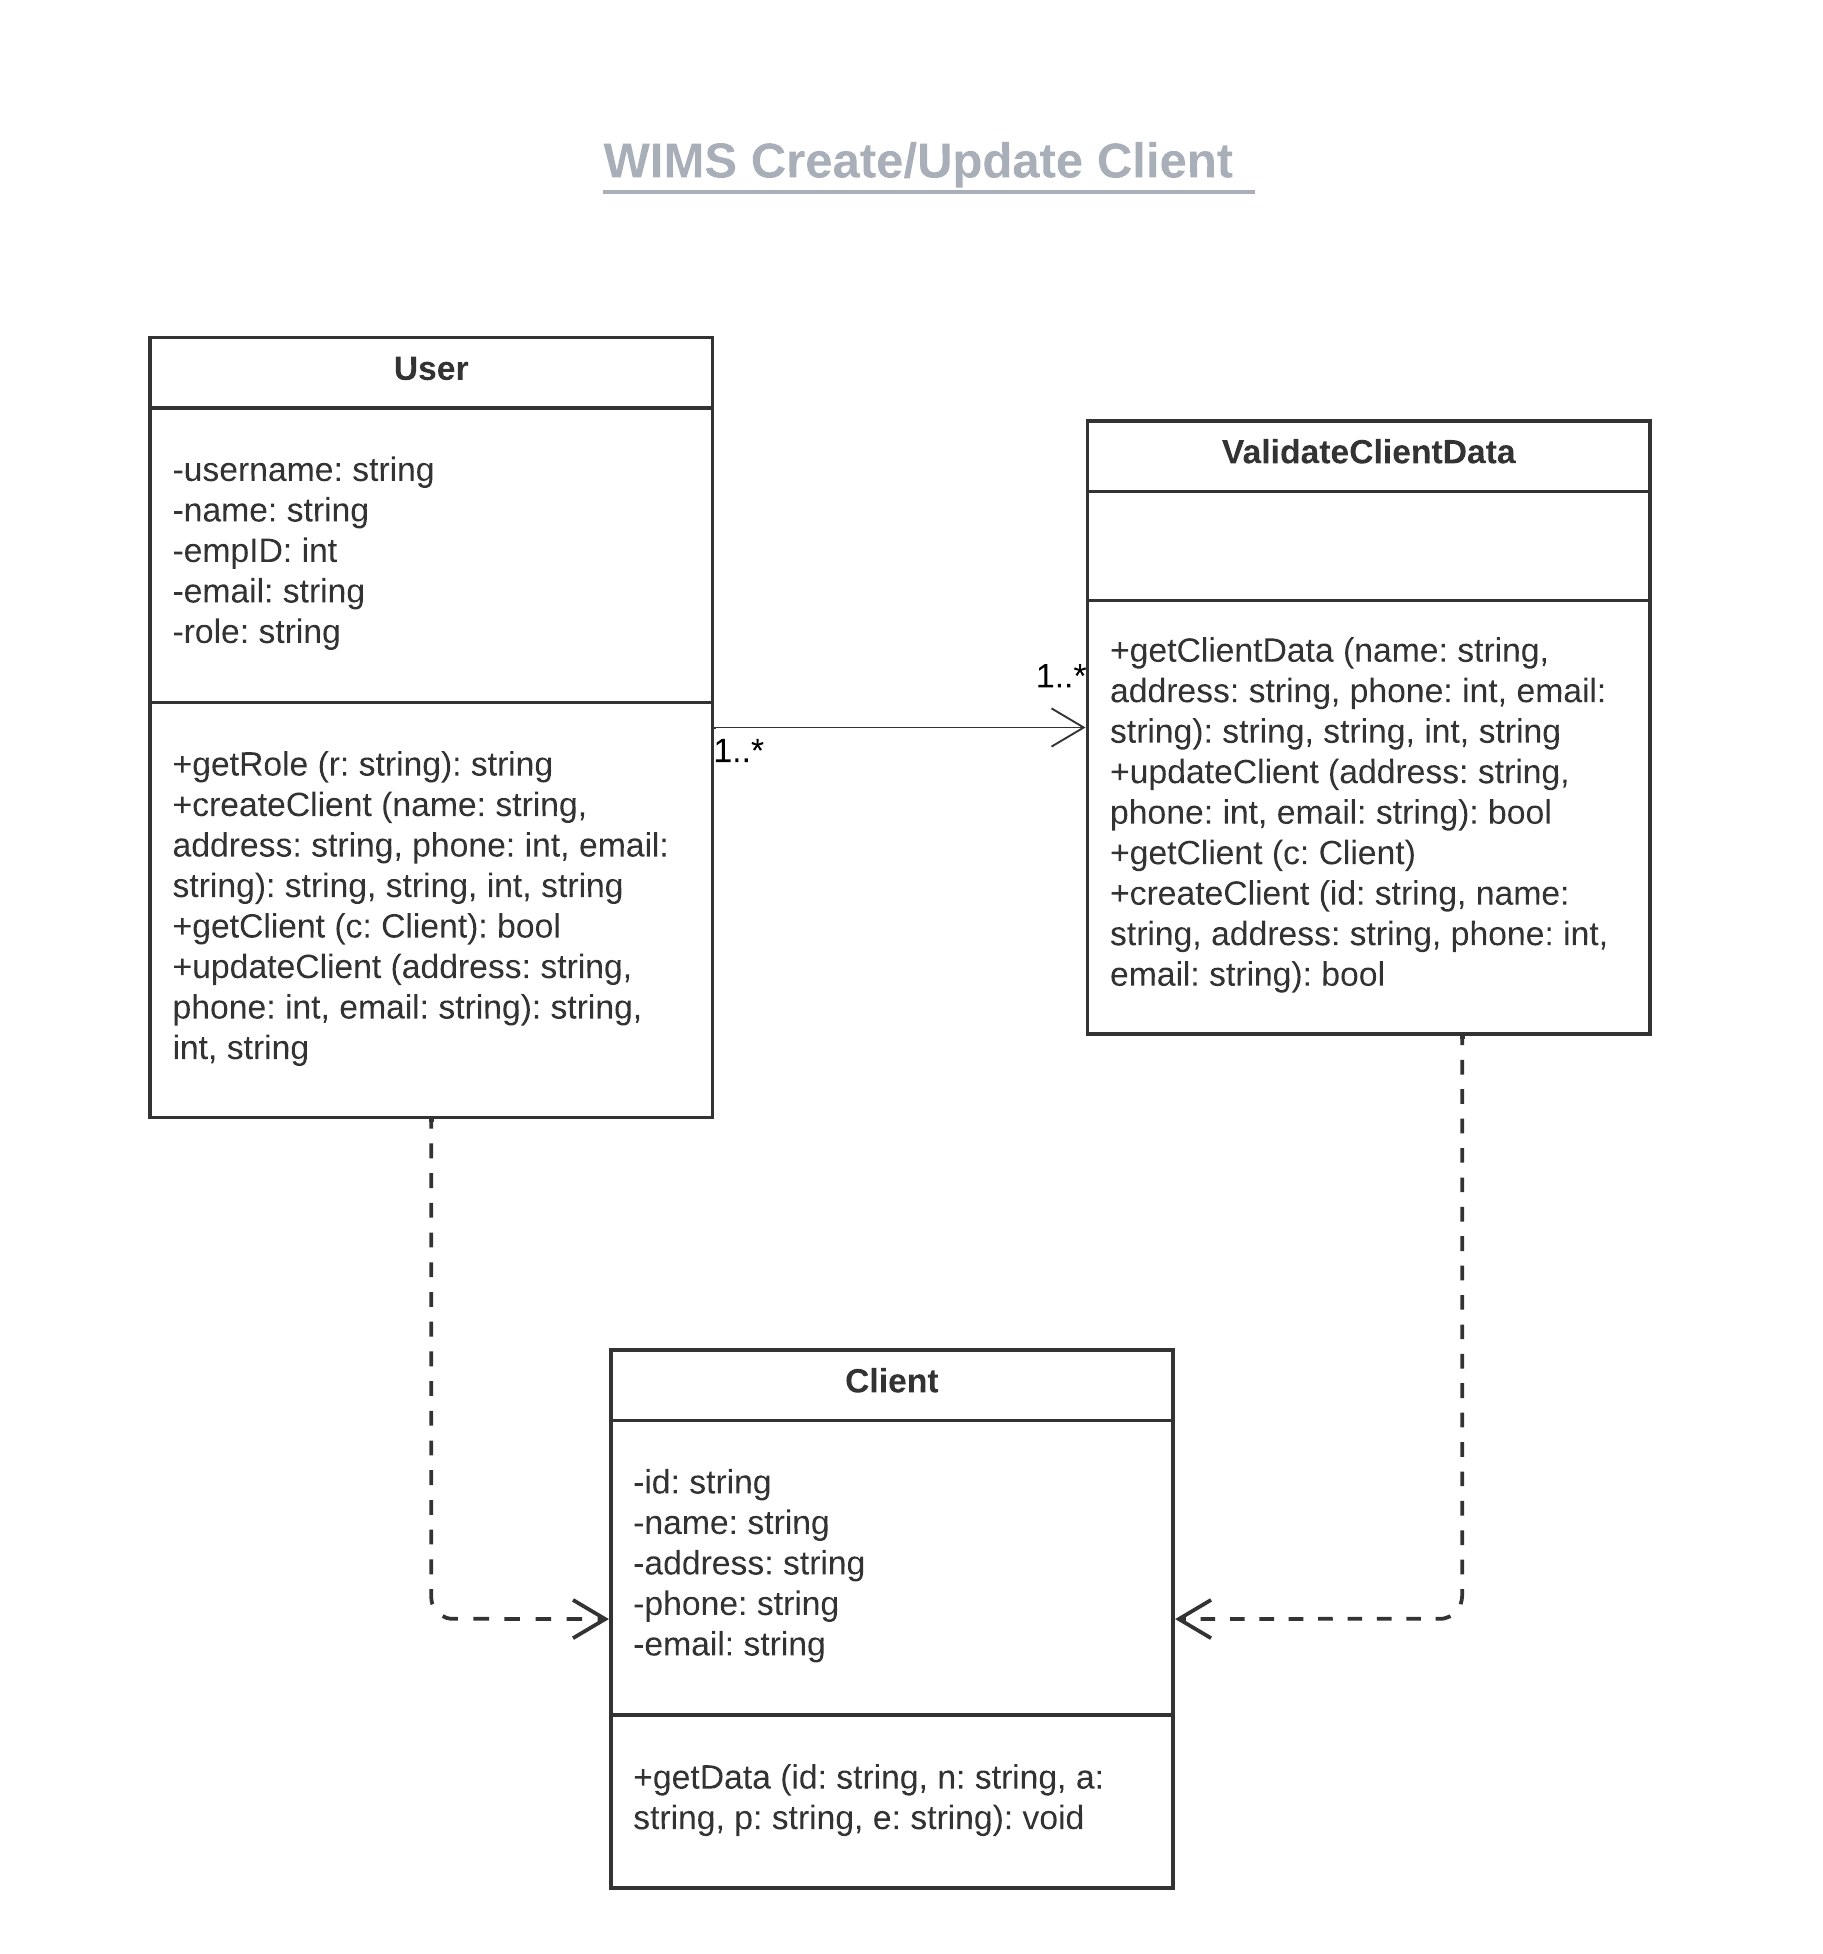 WIMS Create/Update Client
User
-username: string
-name: string
-empID: int
-email: string
-role: string
+getRole (r: string): string
+createClient (name: string,
address: string, phone: int, email:
string): string, string, int, string
+getClient (c: Client): bool
+updateClient (address: string,
phone: int, email: string): string,
int, string
1..*
1..*
ValidateClientData
+getClientData (name: string,
address: string, phone: int, email:
string): string, string, int, string
+updateClient (address: string,
phone: int, email: string): bool
+getClient (c: Client)
+createClient (id: string, name:
string, address: string, phone: int,
email: string): bool
Client
-id: string
-name: string
-address: string
-phone: string
-email: string
+getData (id: string, n: string, a:
string, p: string, e: string): void